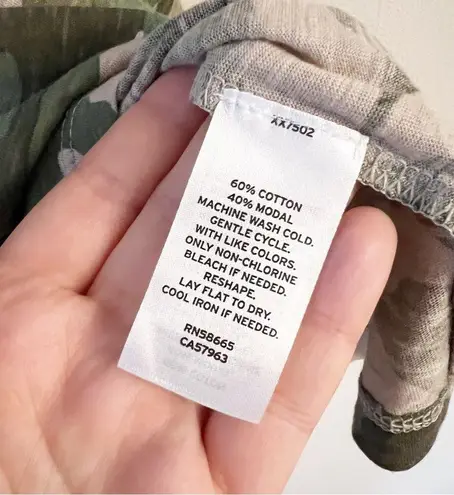 XX7502
60% COTTON
40% MODAL
MACHINE WASH COLD.
GENTLE CYCLE.
WITH LIKE COLORS.
ONLY NON-CHLORINE
BLEACH IF NEEDED.
RESHAPE.
LAY FLAT TO DRY.
COOL IRON IF NEEDED.
RN58665
CA57963